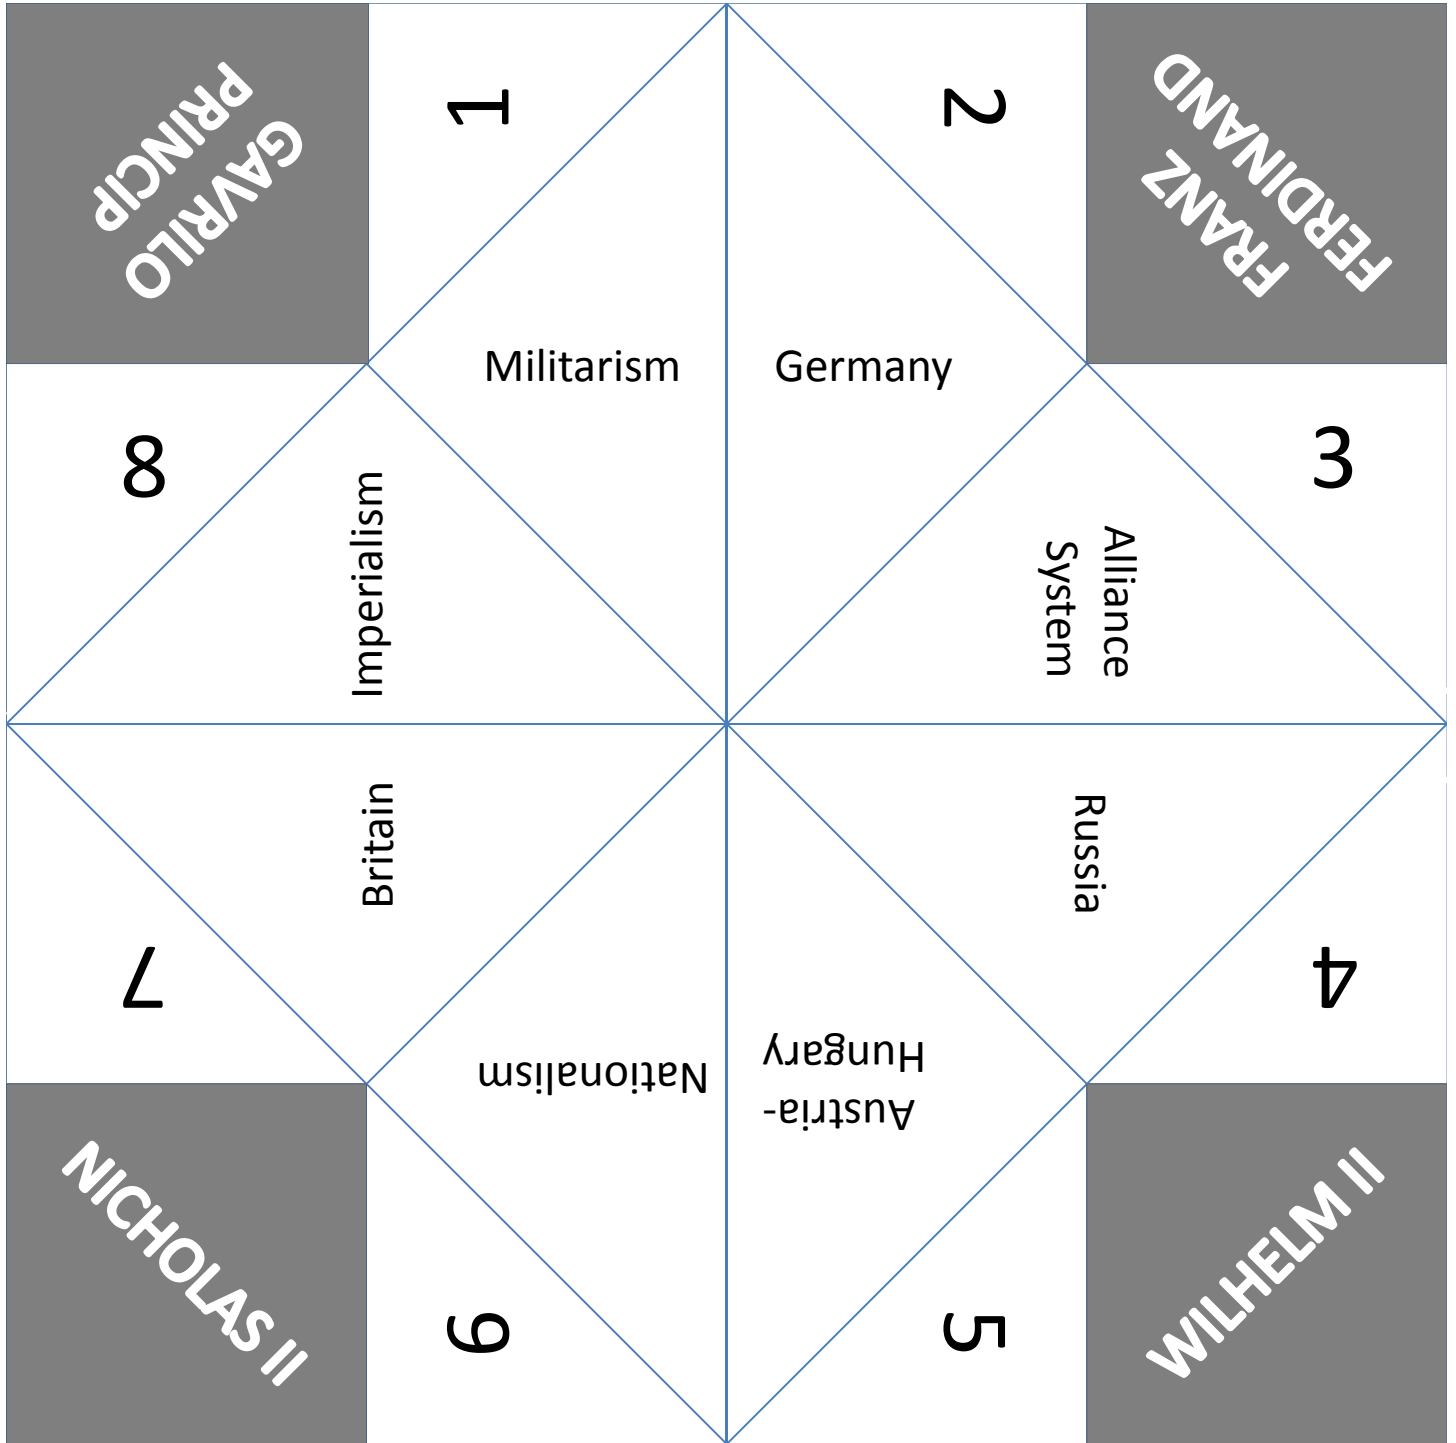 GAVRILO
PRINCIP
1
2
FRANZ
FERDINAND
Militarism
Germany
8
3
Imperialism
Alliance
System
Britain
Russia
7
4
Nationalism
Austria-
Hungary
NICHOLAS II
6
5
WILHELM II